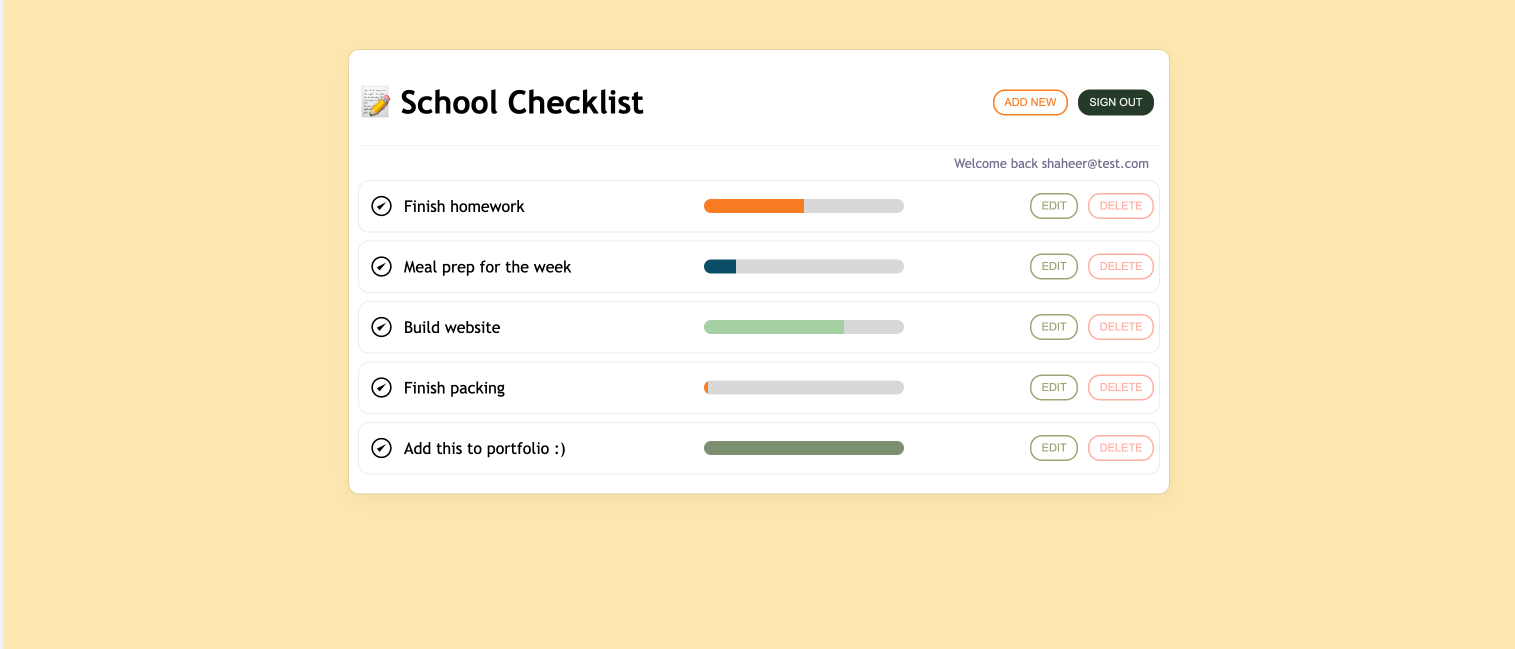 School Checklist
ADD NEW
SIGN OUT
Welcome back shaheer@test.com
Finish homework
EDIT
DELETE
Meal prep for the week
EDIT
DELETE
Build website
EDIT
DELETE
Finish packing
EDIT
DELETE
Add this to portfolio :)
EDIT
DELETE